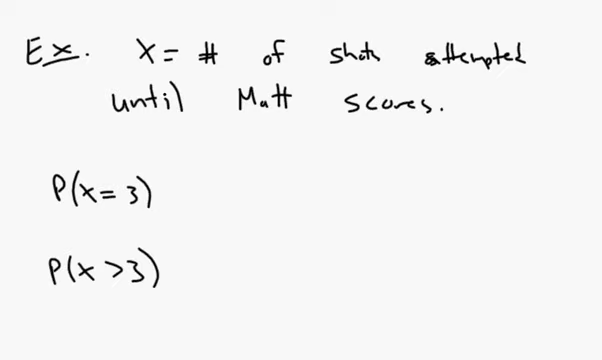 Ex. X = # of shots attempted
until Matt scores.
P(x = 3)
P(x > 3)